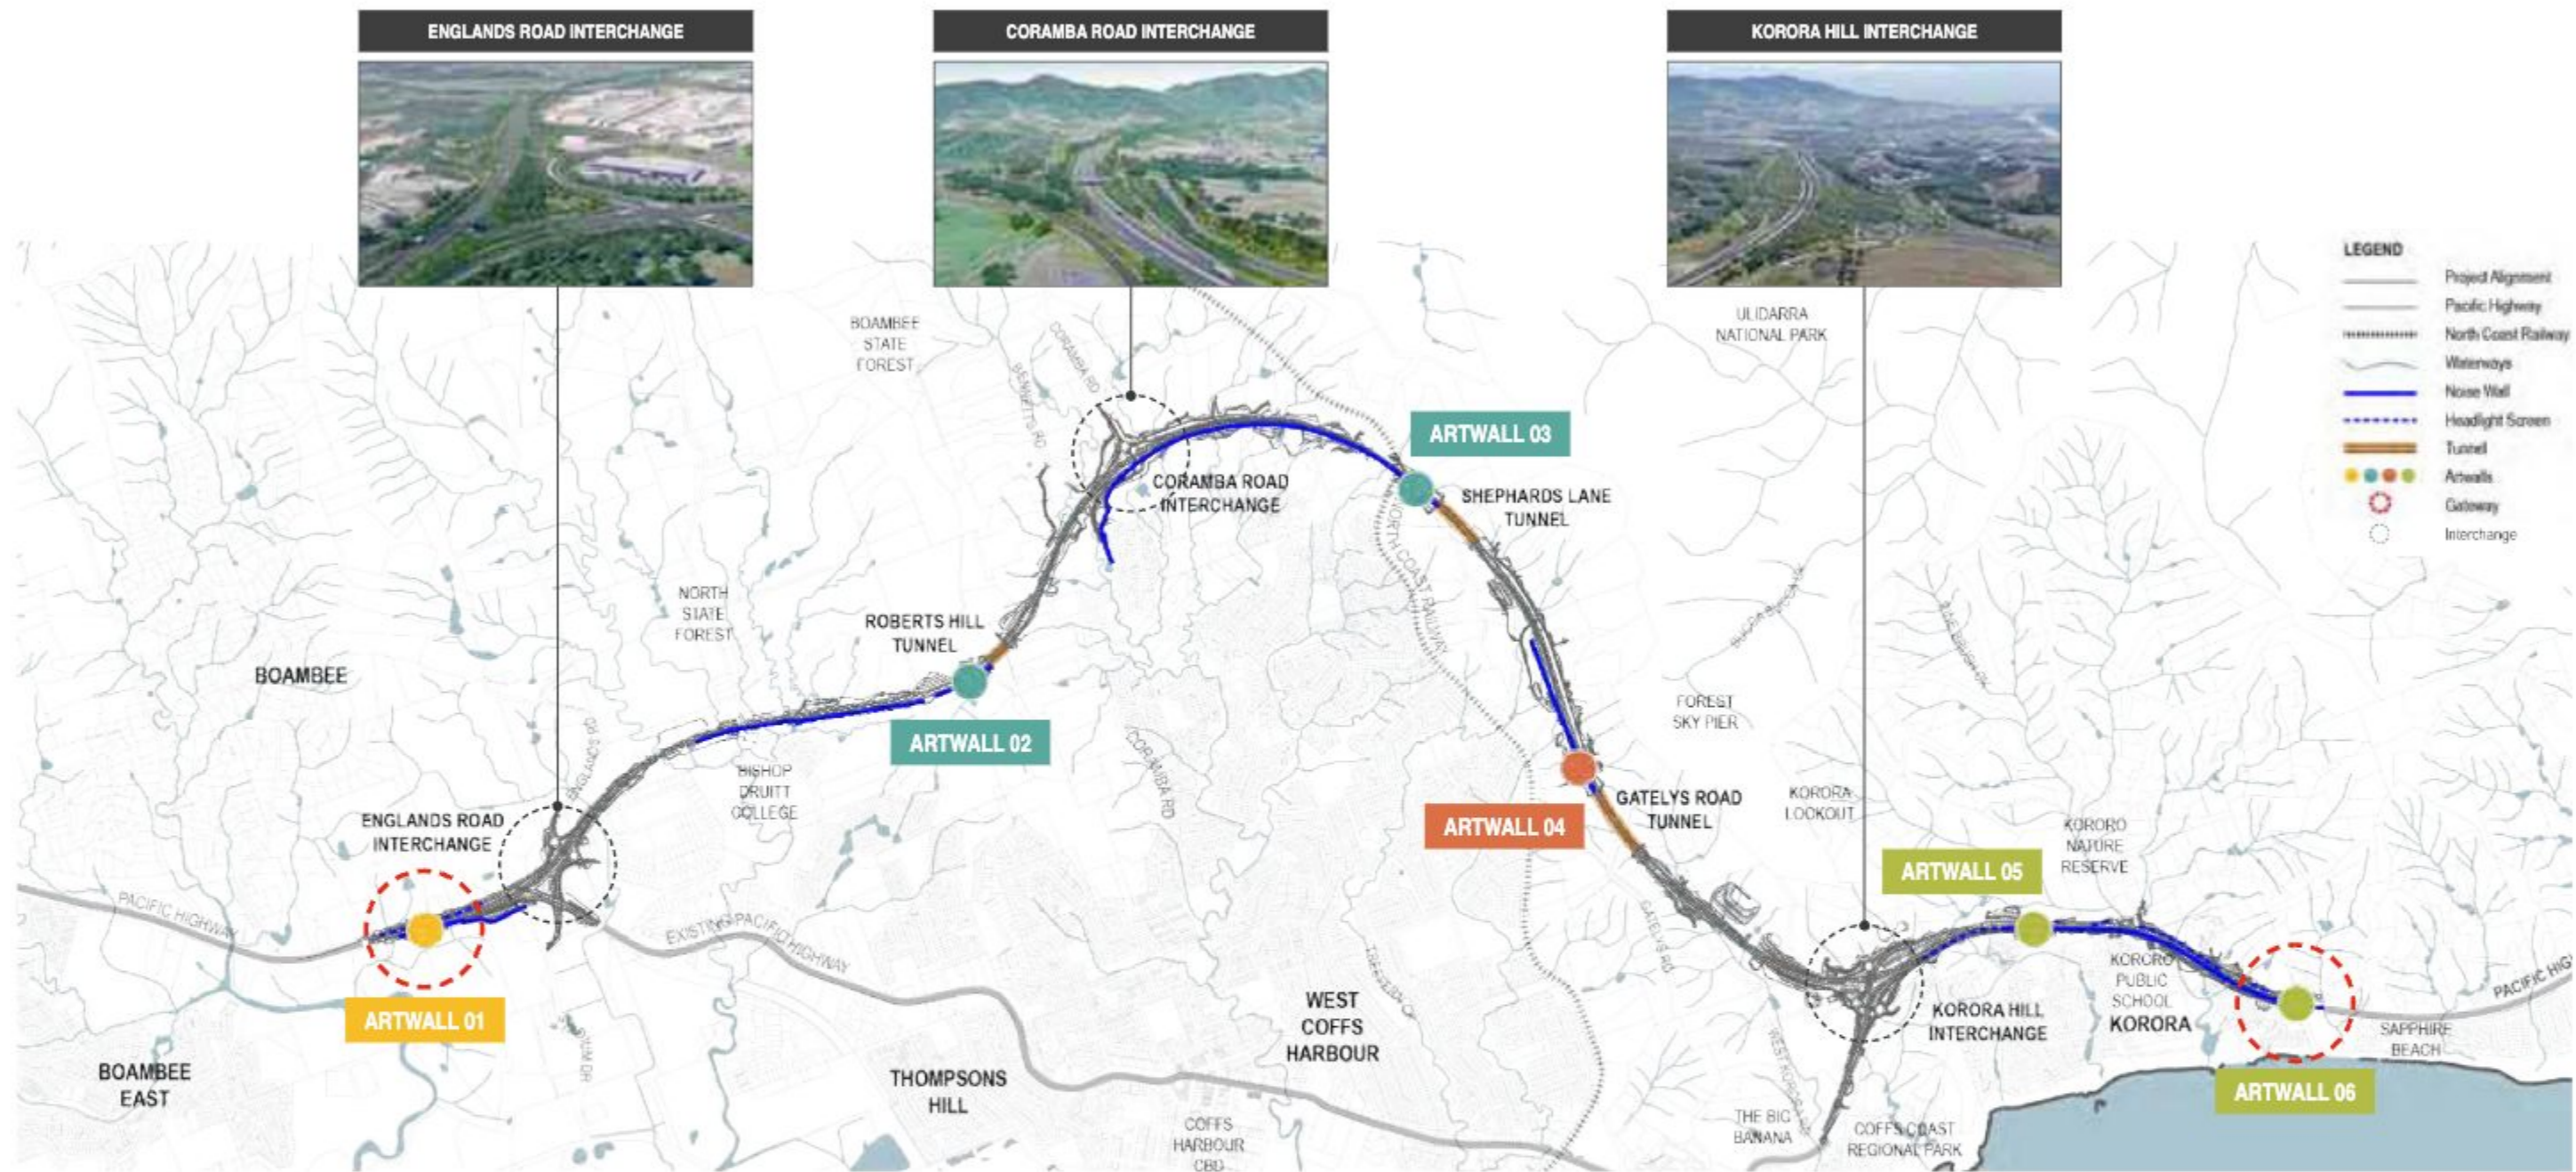 ENGLANDS ROAD INTERCHANGE
CORAMBA ROAD INTERCHANGE
KORORA HILL INTERCHANGE
LEGEND
Project Alignment
Pacific Highway
North Coast Railway
Waterways
Noise Wall
Headlight Screen
Tunnel
Artwalls
Gateway
Interchange
BOAMBEE
STATE
FOREST
CORAMBA RD
BENNETTS RD
ULIDARRA
NATIONAL PARK
ARTWALL 03
CORAMBA ROAD
INTERCHANGE
SHEPHARDS LANE
TUNNEL
NORTH COAST RAILWAY
NORTH
STATE
FOREST
ROBERTS HILL
TUNNEL
BOAMBEE
ARTWALL 02
FOREST
SKY PIER
BISHOP
DRUITT
COLLEGE
CORAMBA RD
ENGLANDS ROAD
INTERCHANGE
ARTWALL 04
GATELYS ROAD
TUNNEL
KORORA
LOOKOUT
KORORO
NATURE
RESERVE
ARTWALL 05
PACIFIC HIGHWAY
EXISTING PACIFIC HIGHWAY
GATELYS RD
ARTWALL 01
WEST
COFFS
HARBOUR
KORORA HILL
INTERCHANGE
KORORO
PUBLIC
SCHOOL
KORORA
PACIFIC HIG
SAPPHIRE
BEACH
BOAMBEE
EAST
THOMPSONS
HILL
ARTWALL 06
COFFS
HARBOUR
CBD
THE BIG
BANANA
WEST KORORA RD
COFFS COAST
REGIONAL PARK